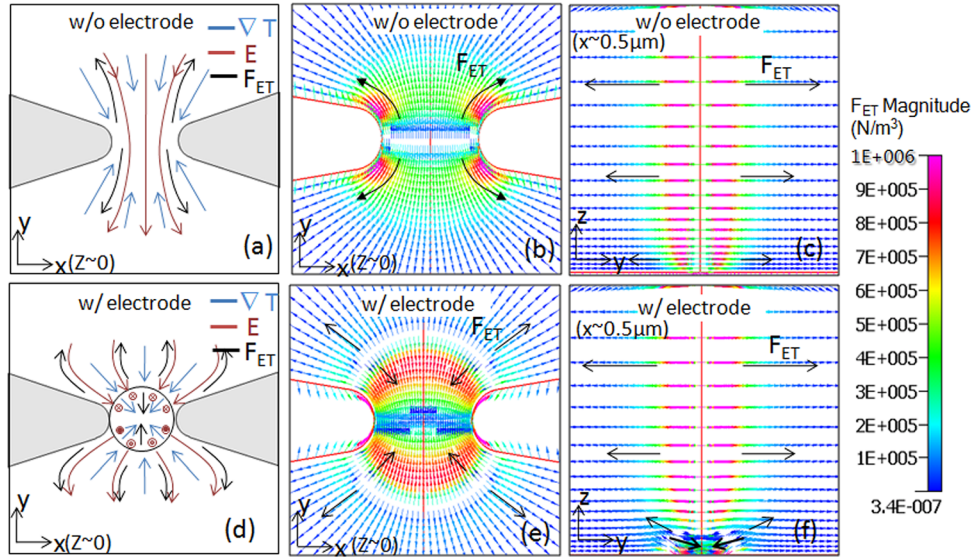 w/o electrode
∇ T
E
F_ET
y
x(Z~0)
(a)
w/o electrode
F_ET
y
x(Z~0)
(b)
w/o electrode
(x~0.5μm)
F_ET
z
y
(c)
w/ electrode
∇ T
E
F_ET
y
x(Z~0)
(d)
w/ electrode
F_ET
y
x(Z~0)
(e)
w/ electrode
(x~0.5μm)
F_ET
z
y
(f)
F_ET Magnitude
(N/m³)
1E+006
9E+005
8E+005
7E+005
6E+005
5E+005
4E+005
3E+005
2E+005
1E+005
3.4E-007